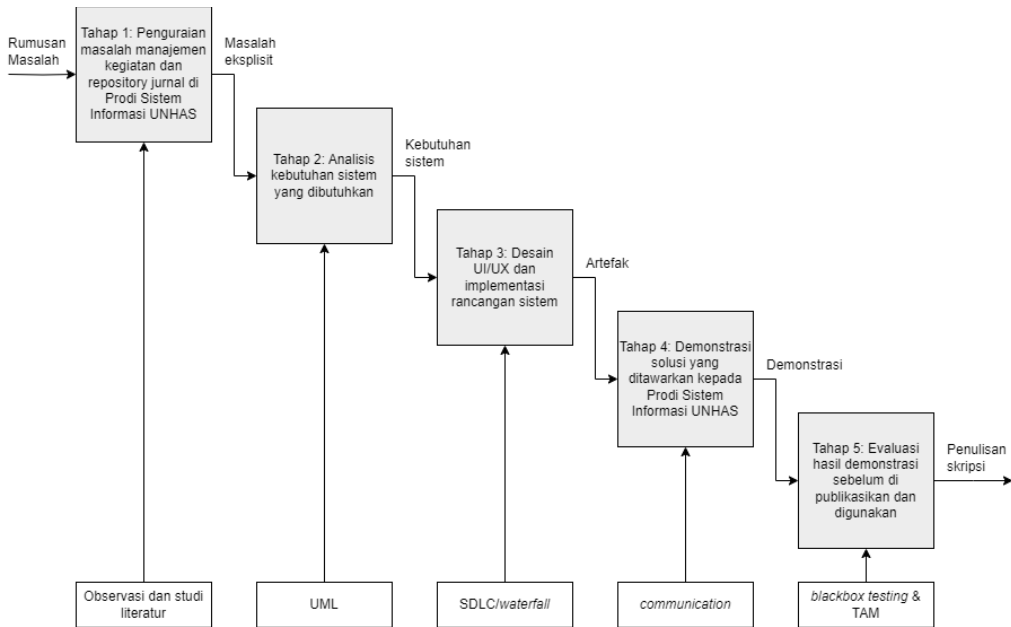 Rumusan
Masalah
Tahap 1: Penguraian
masalah manajemen
kegiatan dan
repository jurnal di
Prodi Sistem
Informasi UNHAS
Masalah
eksplisit
Tahap 2: Analisis
kebutuhan sistem
yang dibutuhkan
Kebutuhan
sistem
Tahap 3: Desain
UI/UX dan
implementasi
rancangan sistem
Artefak
Tahap 4: Demonstrasi
solusi yang
ditawarkan kepada
Prodi Sistem
Informasi UNHAS
Demonstrasi
Tahap 5: Evaluasi
hasil demonstrasi
sebelum di
publikasikan dan
digunakan
Penulisan
skripsi
Observasi dan studi
literatur
UML
SDLC/waterfall
communication
blackbox testing &
TAM